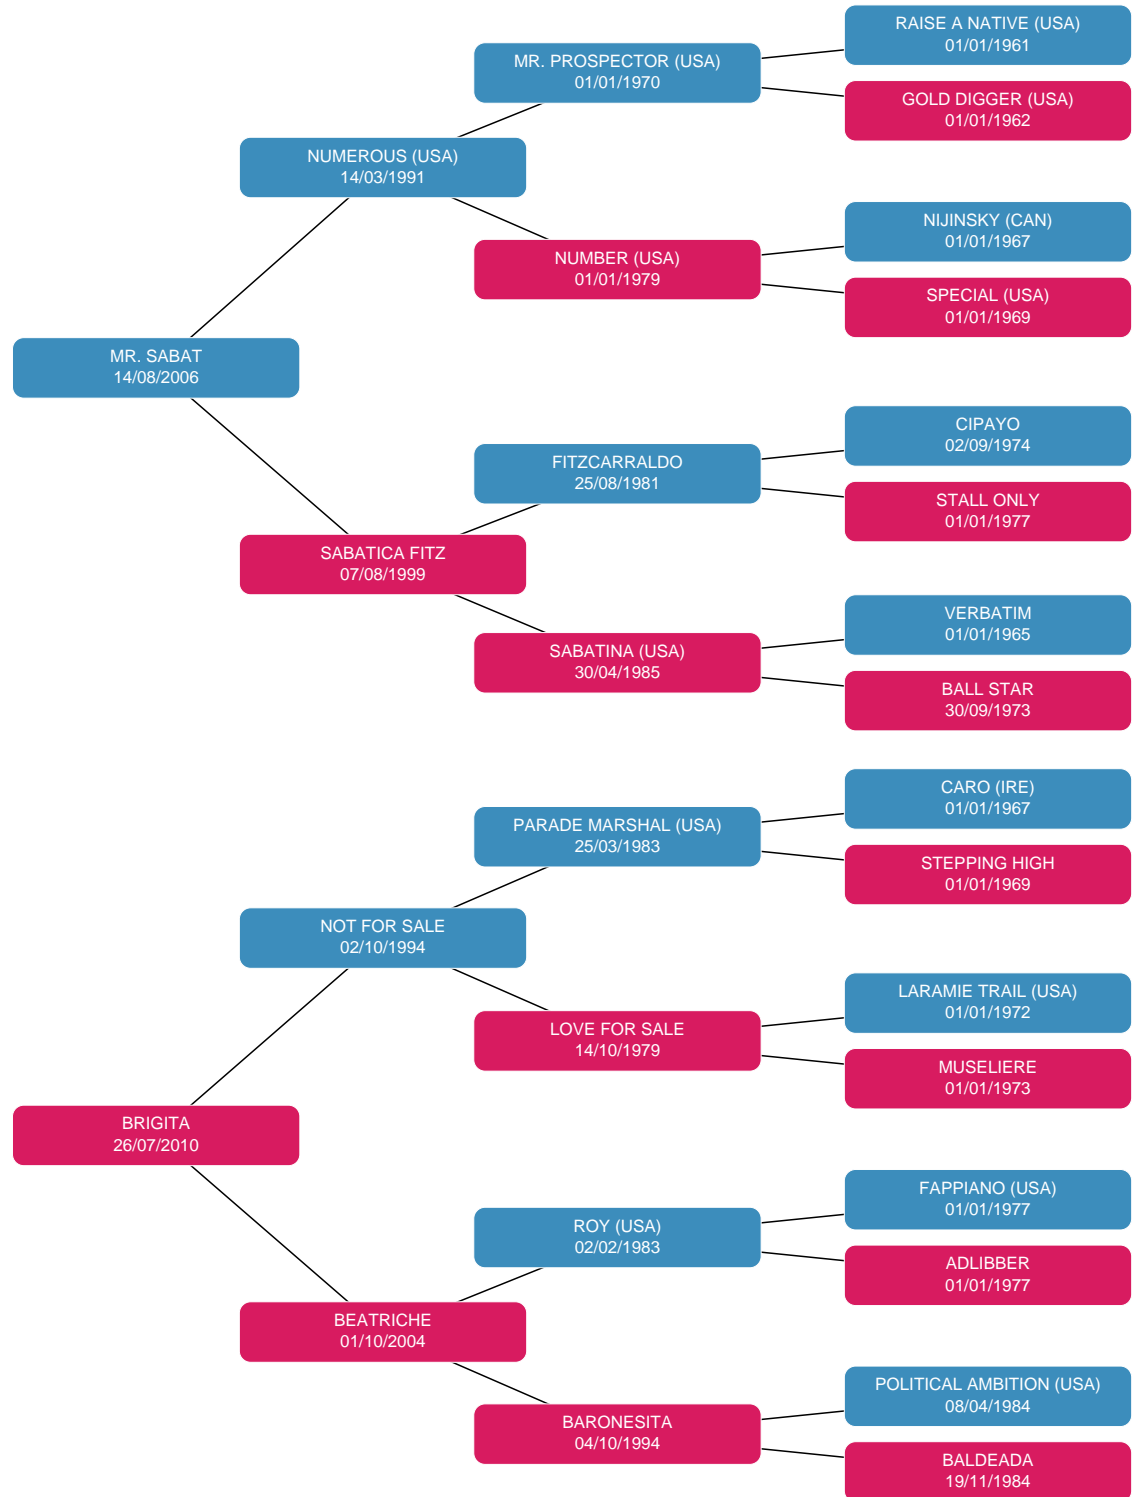 RAISE A NATIVE (USA)
01/01/1961
MR. PROSPECTOR (USA)
01/01/1970
GOLD DIGGER (USA)
01/01/1962
NUMEROUS (USA)
14/03/1991
NIJINSKY (CAN)
01/01/1967
NUMBER (USA)
01/01/1979
SPECIAL (USA)
01/01/1969
MR. SABAT
14/08/2006
CIPAYO
02/09/1974
FITZCARRALDO
25/08/1981
STALL ONLY
01/01/1977
SABATICA FITZ
07/08/1999
VERBATIM
01/01/1965
SABATINA (USA)
30/04/1985
BALL STAR
30/09/1973
CARO (IRE)
01/01/1967
PARADE MARSHAL (USA)
25/03/1983
STEPPING HIGH
01/01/1969
NOT FOR SALE
02/10/1994
LARAMIE TRAIL (USA)
01/01/1972
LOVE FOR SALE
14/10/1979
MUSELIERE
01/01/1973
BRIGITA
26/07/2010
FAPPIANO (USA)
01/01/1977
ROY (USA)
02/02/1983
ADLIBBER
01/01/1977
BEATRICHE
01/10/2004
POLITICAL AMBITION (USA)
08/04/1984
BARONESITA
04/10/1994
BALDEADA
19/11/1984